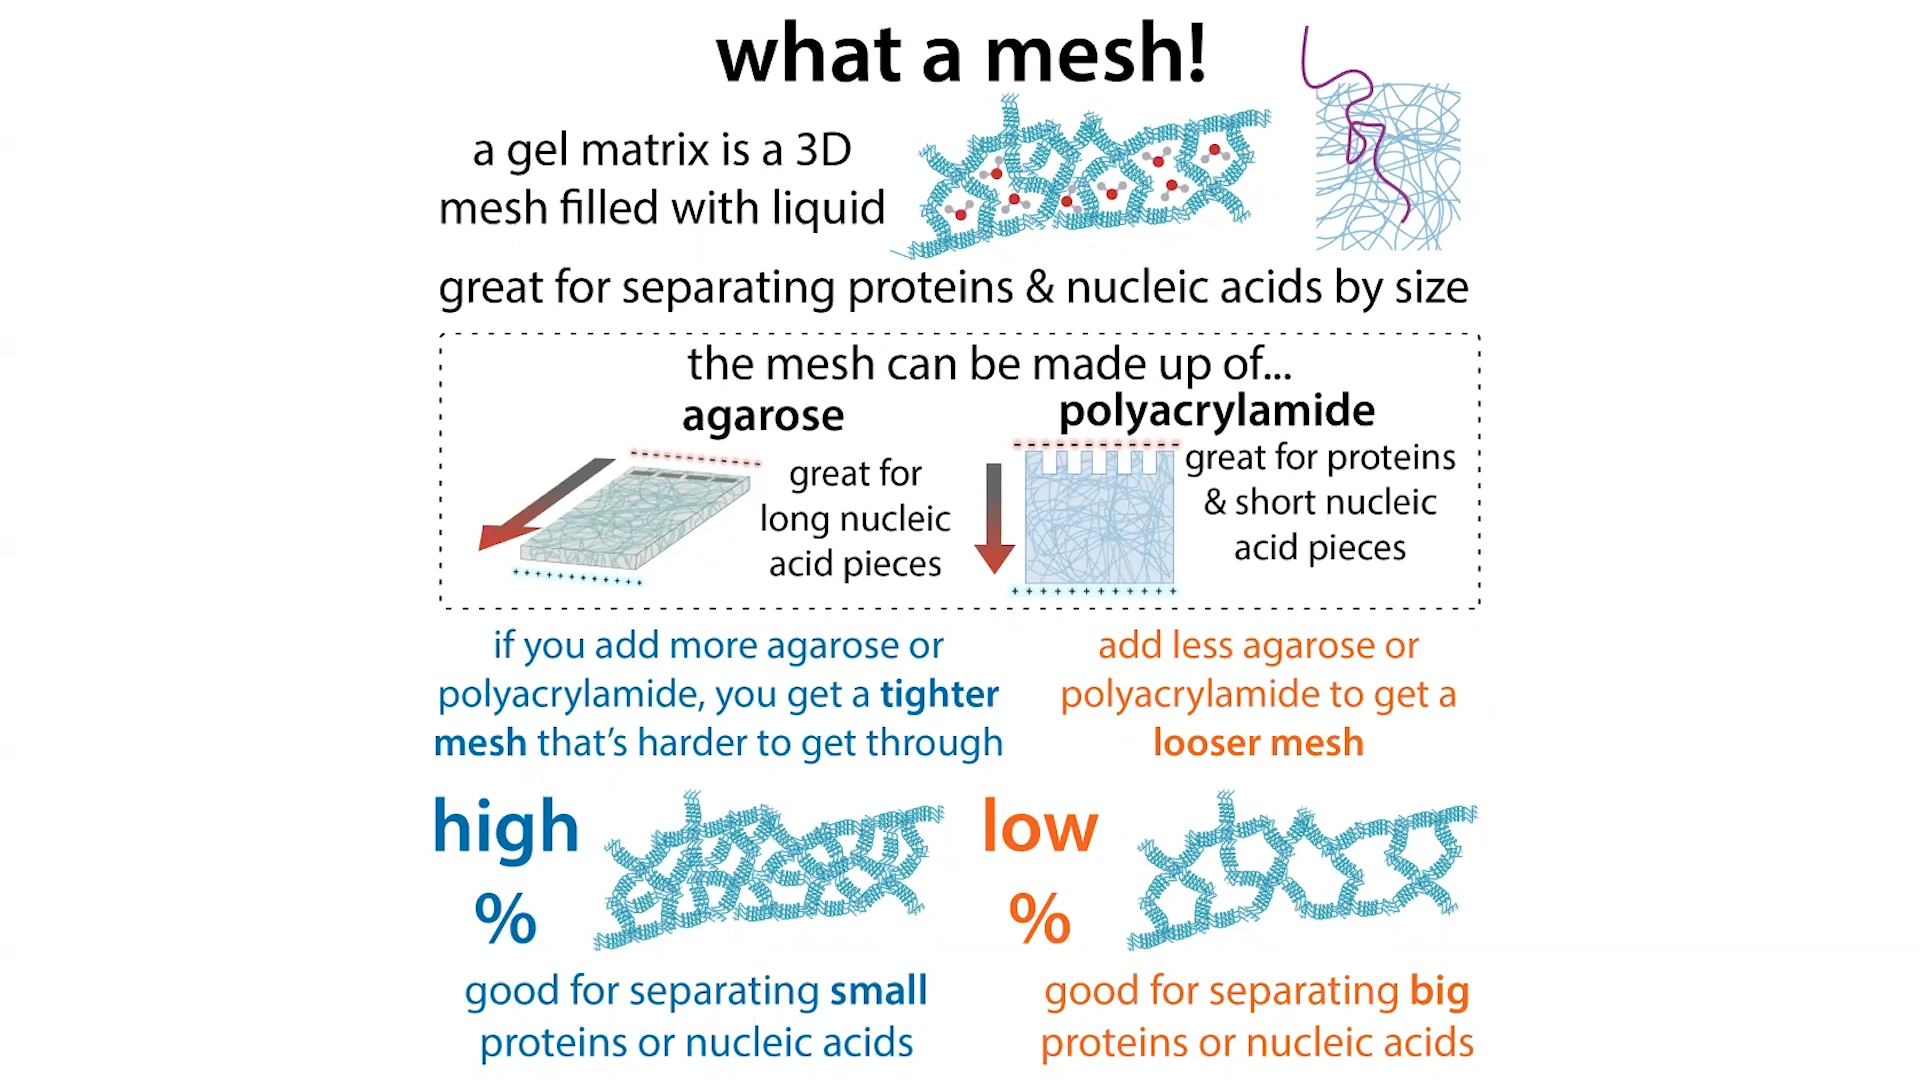 what a mesh!
a gel matrix is a 3D
mesh filled with liquid
great for separating proteins & nucleic acids by size
the mesh can be made up of...
agarose
great for
long nucleic
acid pieces
polyacrylamide
great for proteins
& short nucleic
acid pieces
if you add more agarose or
polyacrylamide, you get a tighter
mesh that's harder to get through
add less agarose or
polyacrylamide to get a
looser mesh
high
%
good for separating small
proteins or nucleic acids
low
%
good for separating big
proteins or nucleic acids